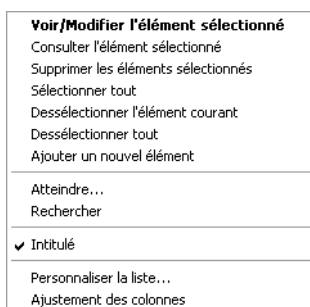 Voir/Modifier l'élément sélectionné
Consulter l'élément sélectionné
Supprimer les éléments sélectionnés
Sélectionner tout
Dessélectionner l'élément courant
Dessélectionner tout
Ajouter un nouvel élément
Atteindre...
Rechercher
Intitulé
Personnaliser la liste...
Ajustement des colonnes